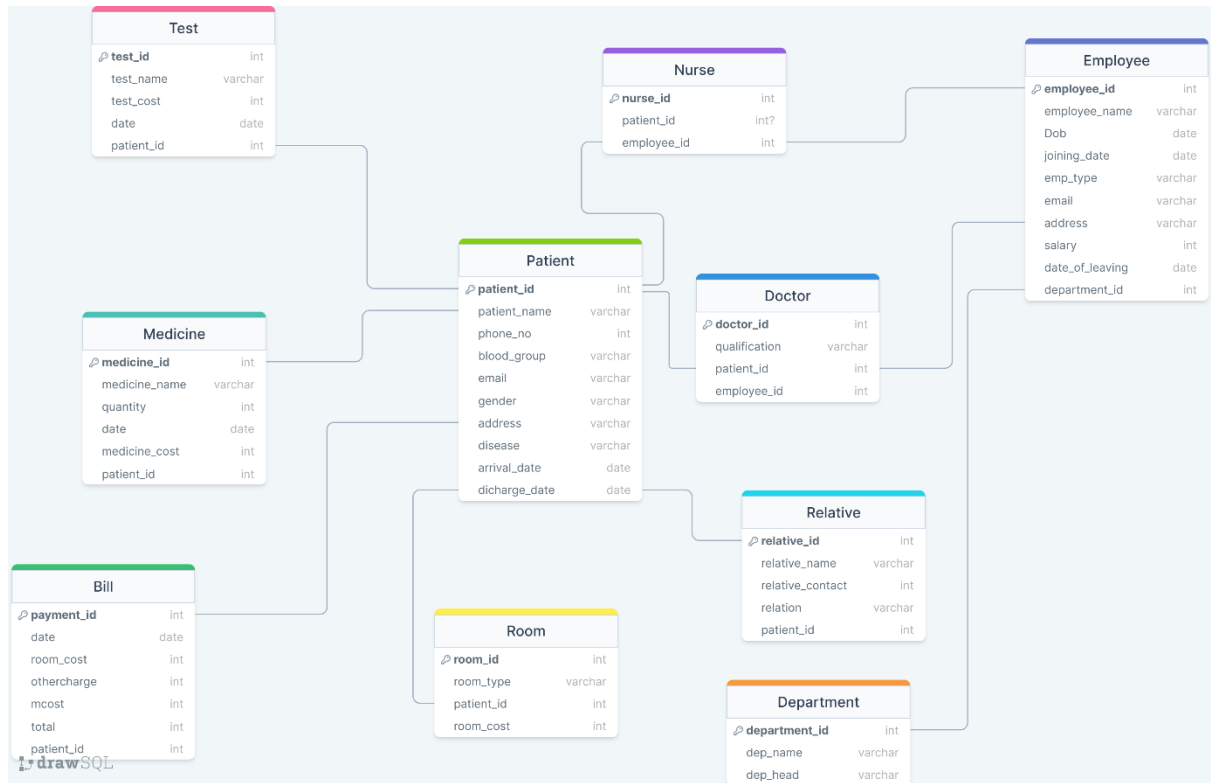 Test
test_id int
test_name varchar
test_cost int
date date
patient_id int
Nurse
nurse_id int
patient_id int?
employee_id int
Employee
employee_id int
employee_name varchar
Dob date
joining_date date
emp_type varchar
email varchar
address varchar
salary int
date_of_leaving date
department_id int
Patient
patient_id int
patient_name varchar
phone_no int
blood_group varchar
email varchar
gender varchar
address varchar
disease varchar
arrival_date date
dicharge_date date
Doctor
doctor_id int
qualification varchar
patient_id int
employee_id int
Medicine
medicine_id int
medicine_name varchar
quantity int
date date
medicine_cost int
patient_id int
Relative
relative_id int
relative_name varchar
relative_contact int
relation varchar
patient_id int
Bill
payment_id int
date date
room_cost int
othercharge int
mcost int
total int
patient_id int
Room
room_id int
room_type varchar
patient_id int
room_cost int
Department
department_id int
dep_name varchar
dep_head varchar
drawSQL